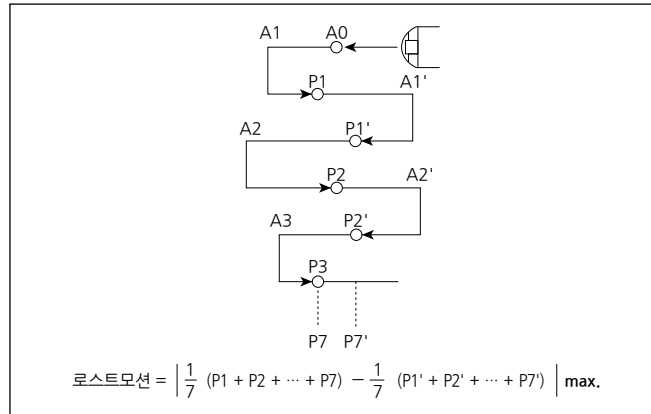 A1 A0
P1 A1'
A2 P1'
P2 A2'
A3 P2'
P3
P7 P7'
로스트모션 = | 1/7 (P1 + P2 + ··· + P7) − 1/7 (P1' + P2' + ··· + P7') | max.